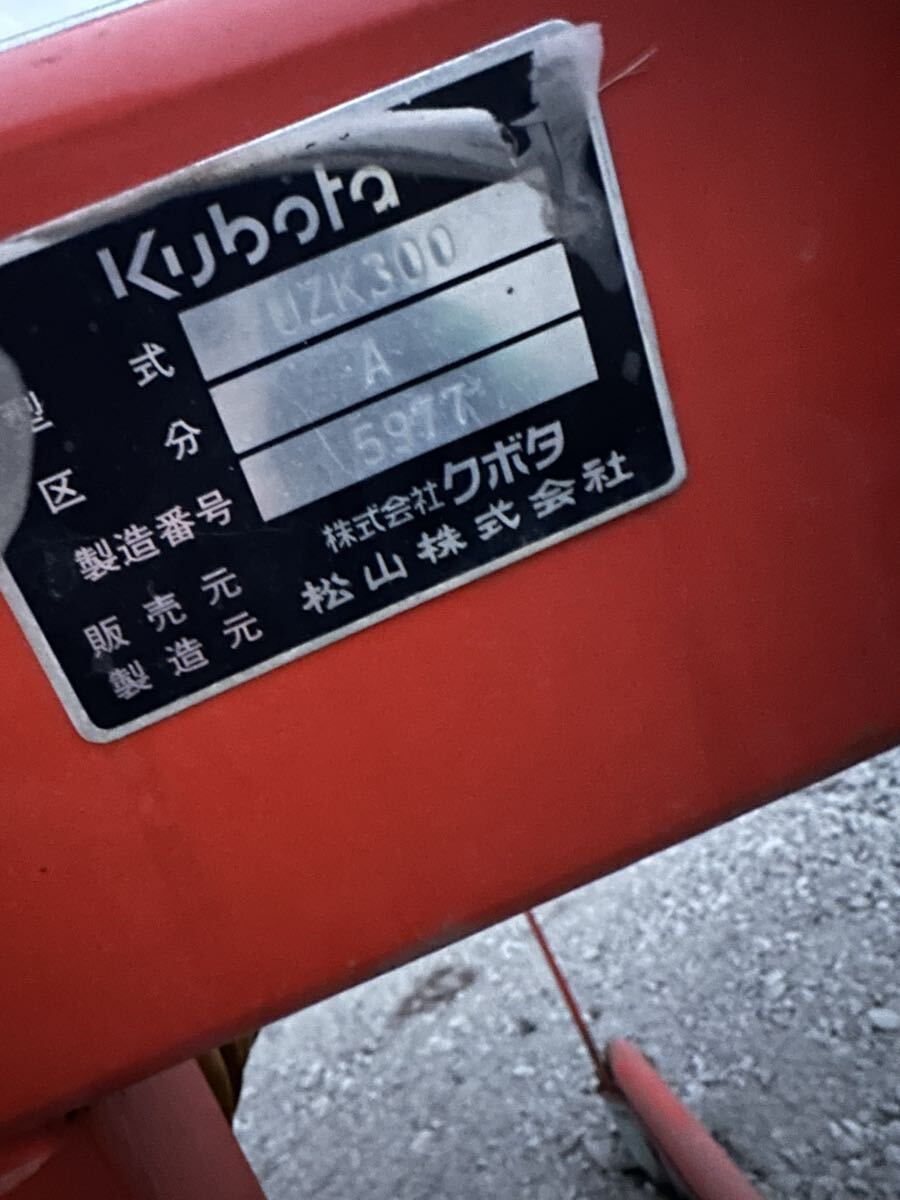 Kubota
型式 UZK300
区分 A
製造番号 5977
販売元 株式会社クボタ
製造元 松山株式会社